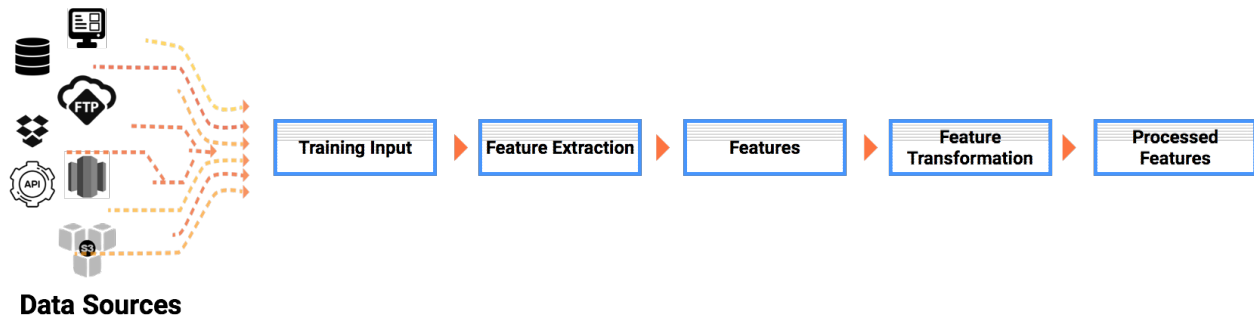 FTP
API
S3
Data Sources
Training Input
Feature Extraction
Features
Feature
Transformation
Processed
Features